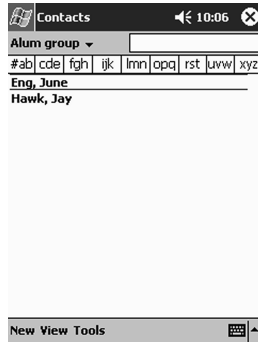 Contacts 10:06
Alum group
#ab cde fgh ijk lmn opq rst uvw xyz
Eng, June
Hawk, Jay
New View Tools